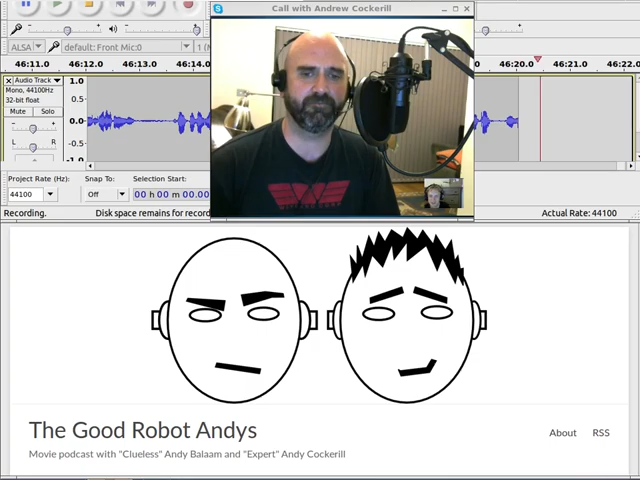 Call with Andrew Cockerill
ALSA
default: Front Mic:0
1 (M
46:11.0 46:12.0 46:13.0 46:14.0 46:20.0 46:21.0 46:22.0
Audio Track
Mono, 44100Hz
32-bit float
Mute Solo
- +
L R
1.0
0.5
0.0
-0.5
-1.0
Project Rate (Hz): Snap To: Selection Start:
44100 Off 00 h 00 m 00.00
Recording. Disk space remains for record Actual Rate: 44100
The Good Robot Andys
About RSS
Movie podcast with "Clueless" Andy Balaam and "Expert" Andy Cockerill